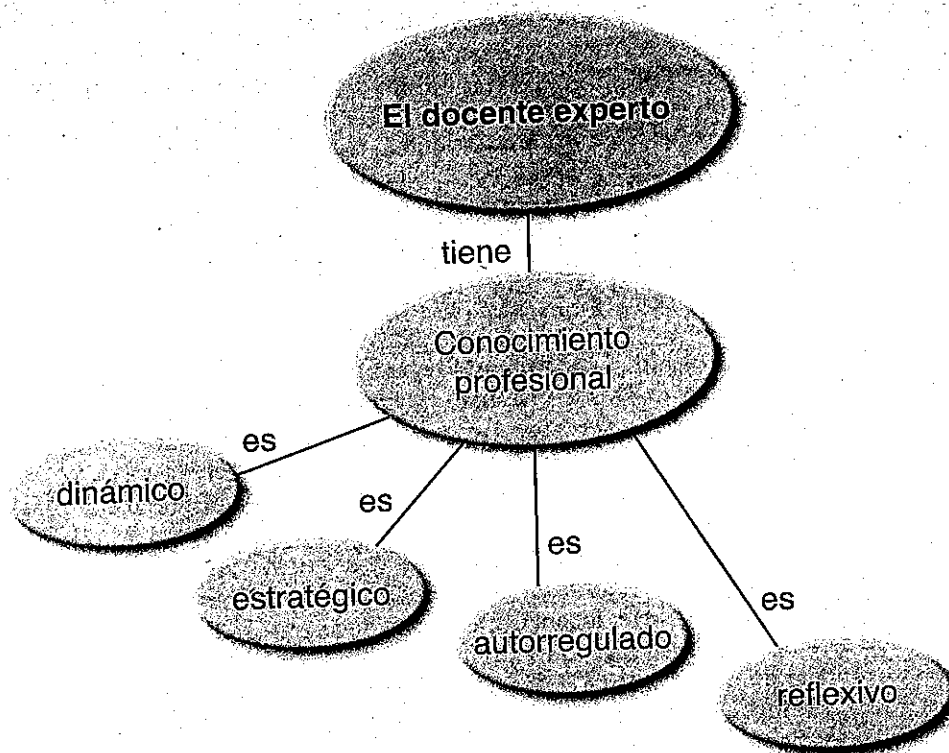 El docente experto
tiene
Conocimiento
profesional
es
dinámico
es
estratégico
es
autorregulado
es
reflexivo